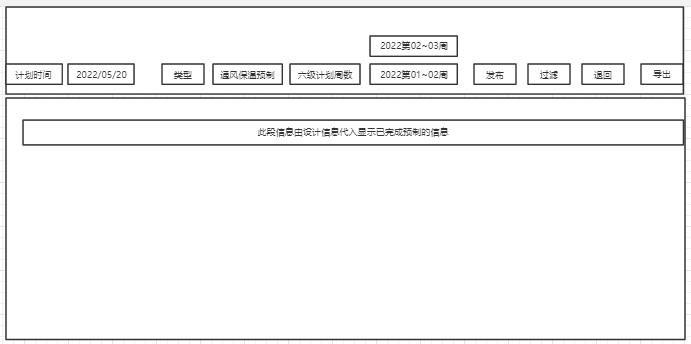 2022第02~03周
计划时间 2022/05/20 类型 通风保温预制 六级计划周数 2022第01~02周 发布 过滤 退回 导出
此段信息由设计信息代入显示已完成预制的信息